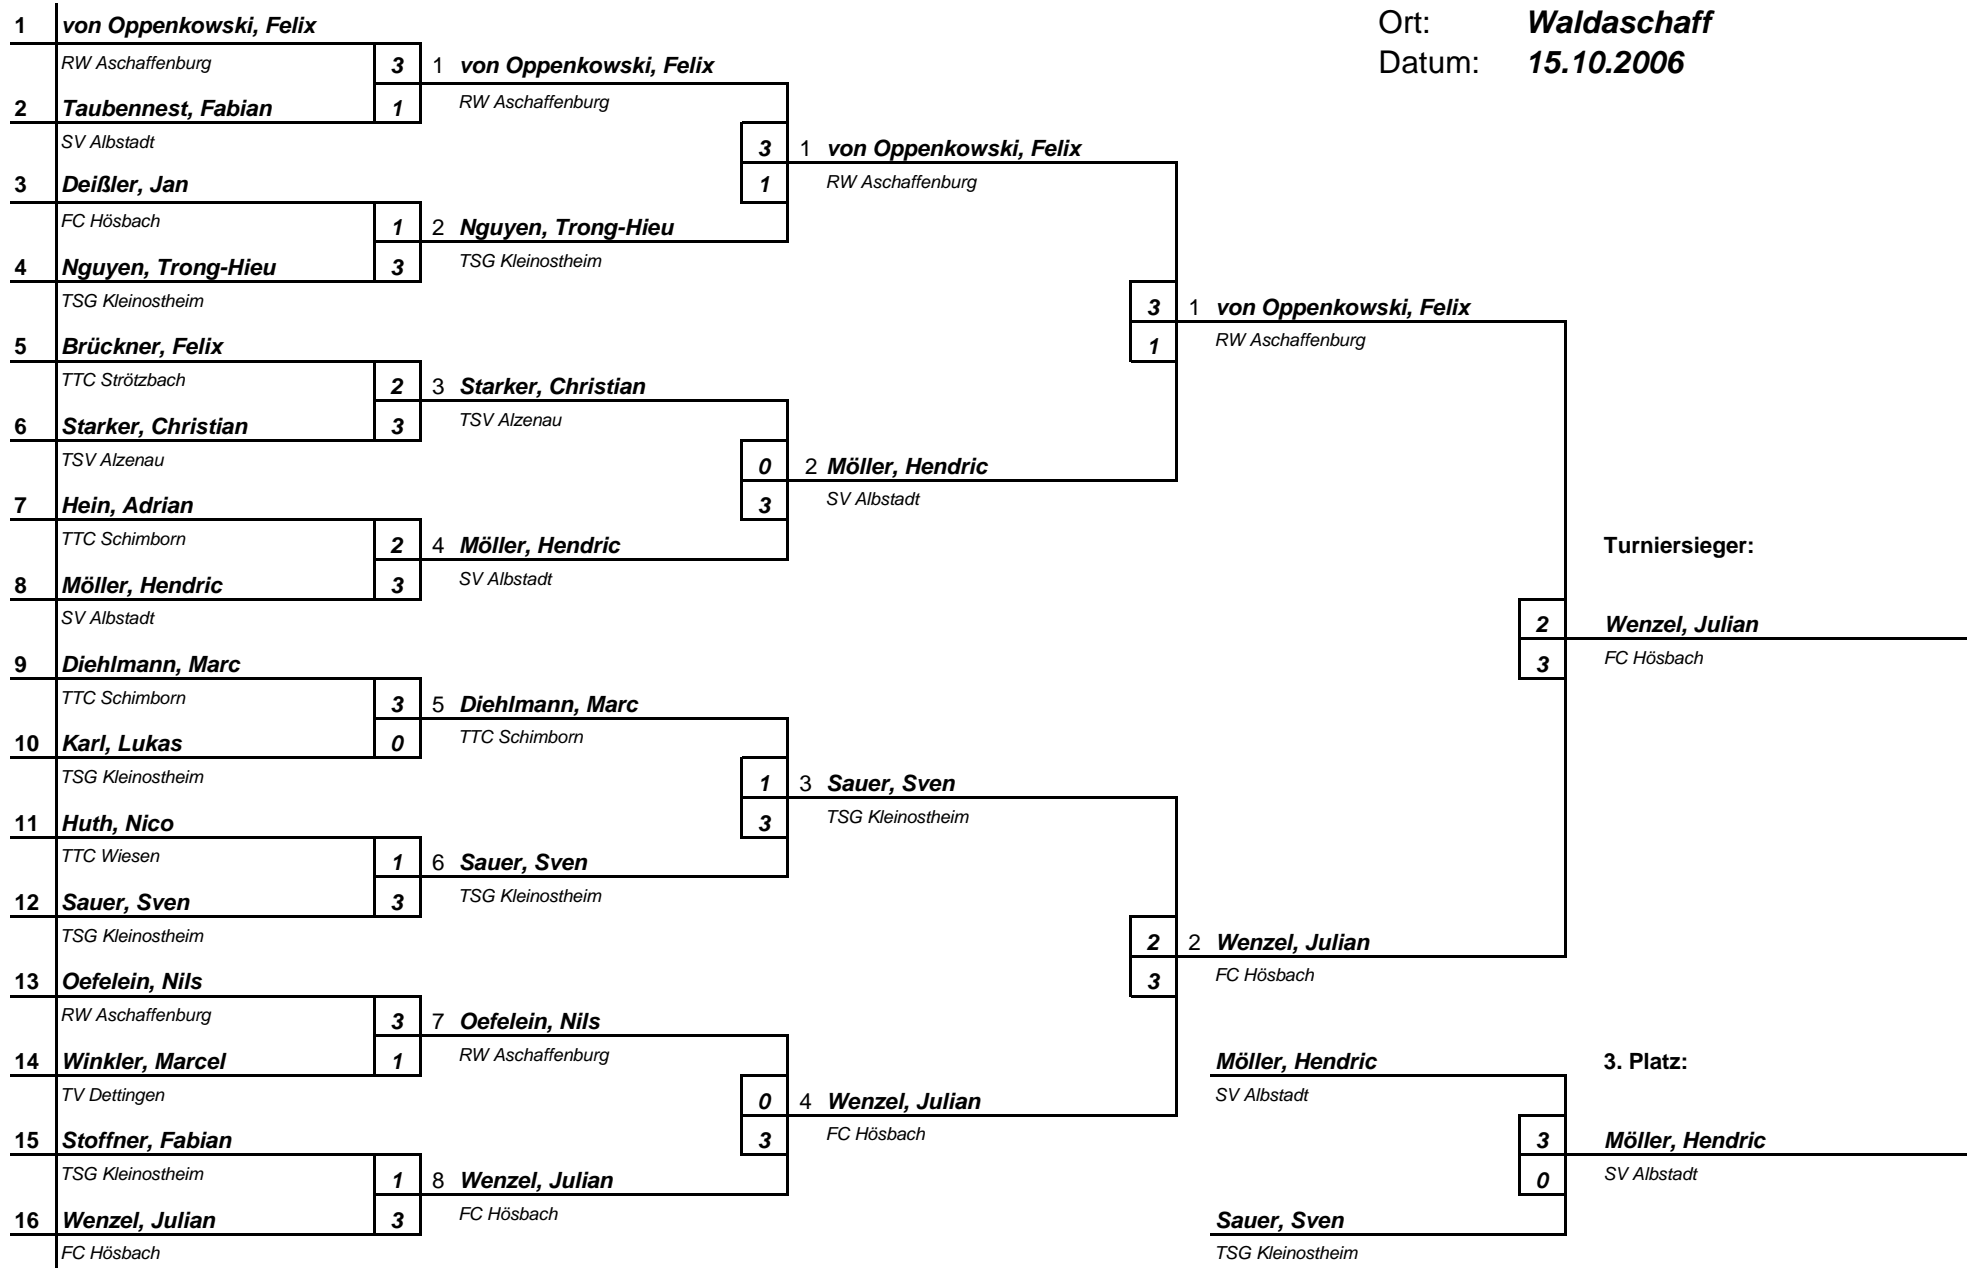 Ort: Waldaschaff
Datum: 15.10.2006
1 von Oppenkowski, Felix
RW Aschaffenburg
3
2 Taubennest, Fabian
1
SV Albstadt
3 Deißler, Jan
FC Hösbach
1
4 Nguyen, Trong-Hieu
3
TSG Kleinostheim
5 Brückner, Felix
TTC Strötzbach
2
6 Starker, Christian
3
TSV Alzenau
7 Hein, Adrian
TTC Schimborn
2
8 Möller, Hendric
3
SV Albstadt
9 Diehlmann, Marc
TTC Schimborn
3
10 Karl, Lukas
0
TSG Kleinostheim
11 Huth, Nico
TTC Wiesen
1
12 Sauer, Sven
3
TSG Kleinostheim
13 Oefelein, Nils
RW Aschaffenburg
3
14 Winkler, Marcel
1
TV Dettingen
15 Stoffner, Fabian
TSG Kleinostheim
1
16 Wenzel, Julian
3
FC Hösbach
1 von Oppenkowski, Felix
RW Aschaffenburg
3
1
2 Nguyen, Trong-Hieu
TSG Kleinostheim
3 Starker, Christian
TSV Alzenau
0
3
4 Möller, Hendric
SV Albstadt
5 Diehlmann, Marc
TTC Schimborn
1
3
6 Sauer, Sven
TSG Kleinostheim
7 Oefelein, Nils
RW Aschaffenburg
0
3
8 Wenzel, Julian
FC Hösbach
1 von Oppenkowski, Felix
RW Aschaffenburg
3
1
2 Möller, Hendric
SV Albstadt
3 Sauer, Sven
TSG Kleinostheim
2
3
4 Wenzel, Julian
FC Hösbach
1 von Oppenkowski, Felix
RW Aschaffenburg
2
3
2 Wenzel, Julian
FC Hösbach
Turniersieger:
Wenzel, Julian
FC Hösbach
Möller, Hendric
SV Albstadt
3
0
Sauer, Sven
TSG Kleinostheim
3. Platz:
Möller, Hendric
SV Albstadt